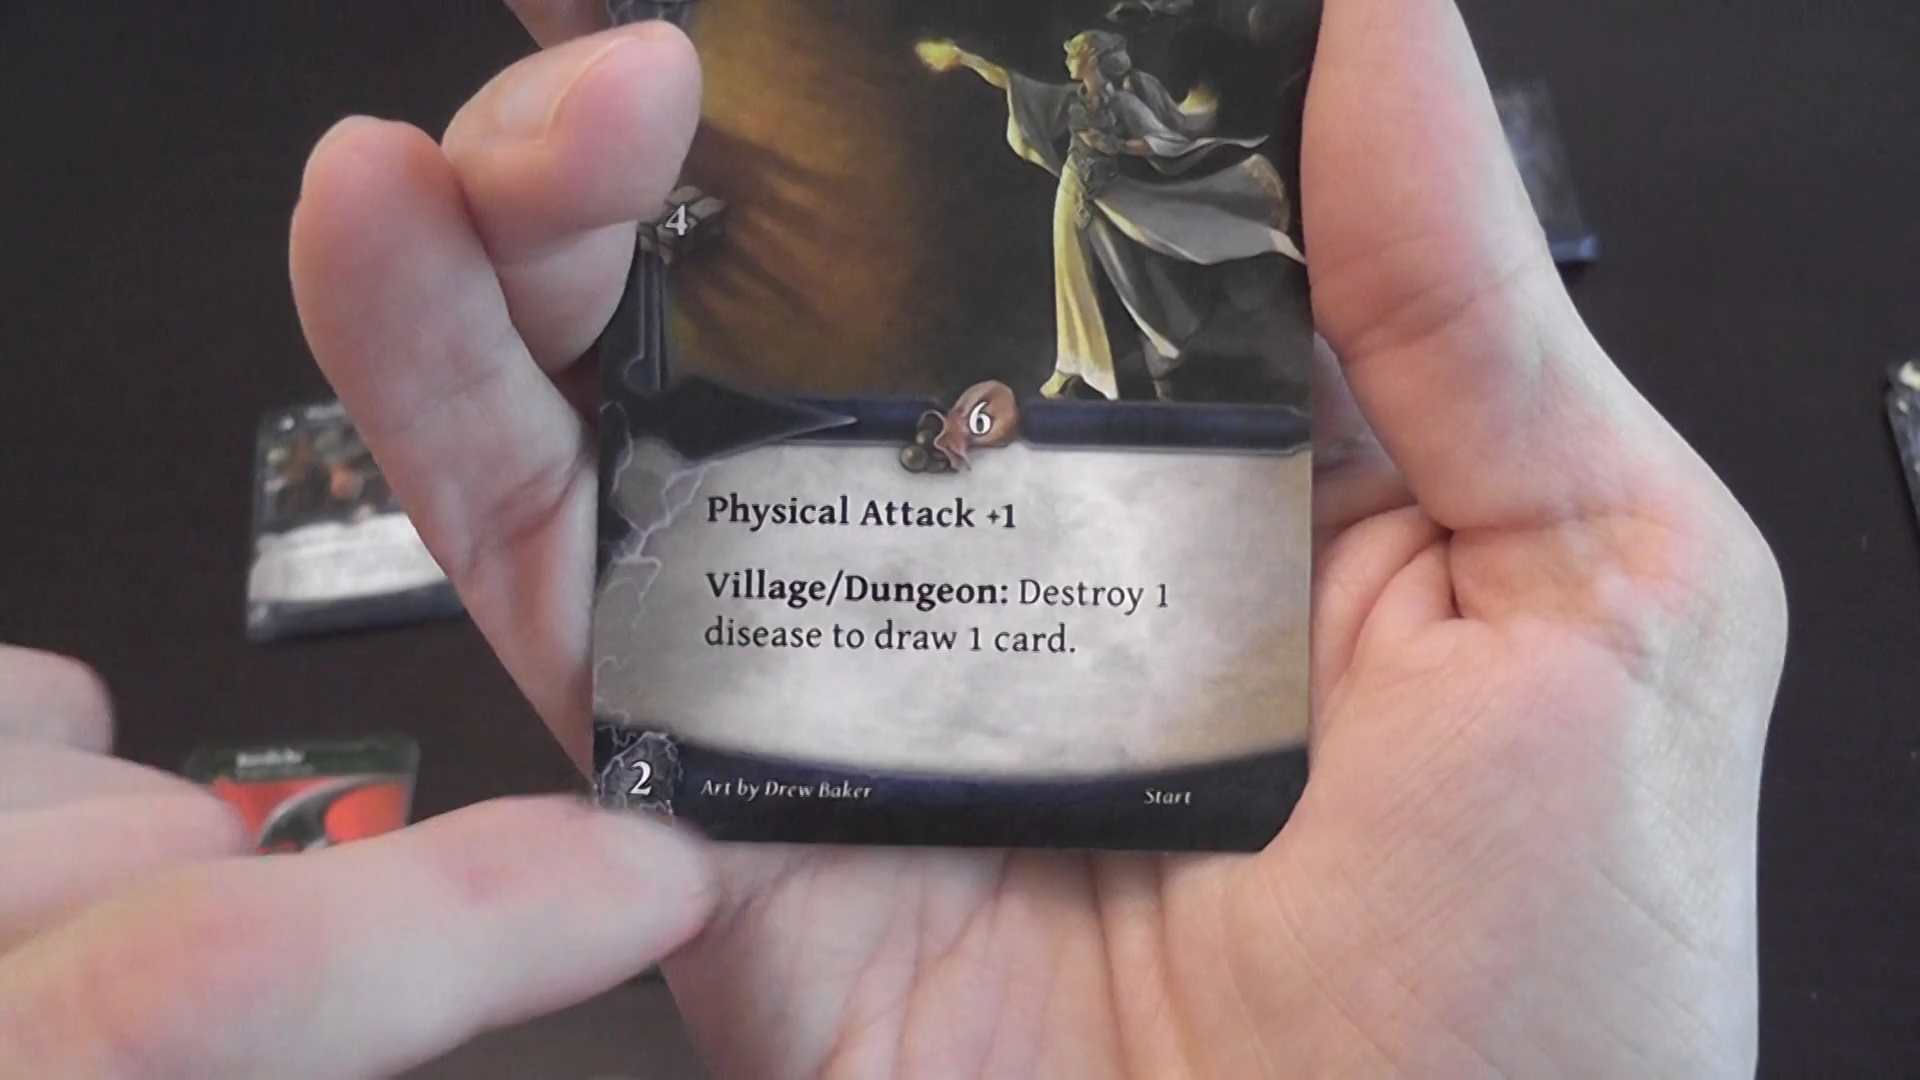 4
6
Physical Attack +1
Village/Dungeon: Destroy 1
disease to draw 1 card.
2
Art by Drew Baker
Start